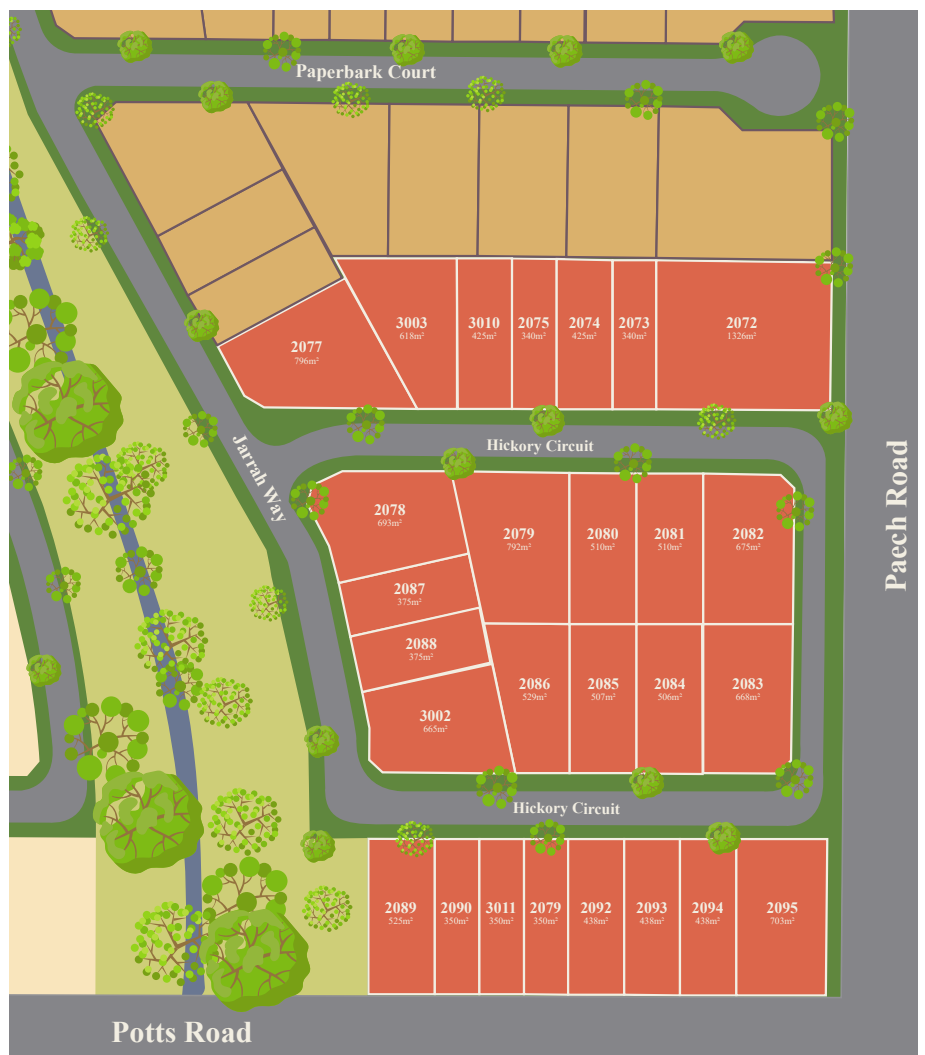 Paperbark Court
3003
618m²
3010
425m²
2075
340m²
2074
425m²
2073
340m²
2072
1326m²
2077
796m²
Jarrah Way
Hickory Circuit
Paech Road
2078
693m²
2079
792m²
2080
510m²
2081
510m²
2082
675m²
2087
375m²
2088
375m²
3002
665m²
2086
529m²
2085
507m²
2084
506m²
2083
668m²
Hickory Circuit
2089
525m²
2090
350m²
3011
350m²
2079
350m²
2092
438m²
2093
438m²
2094
438m²
2095
703m²
Potts Road